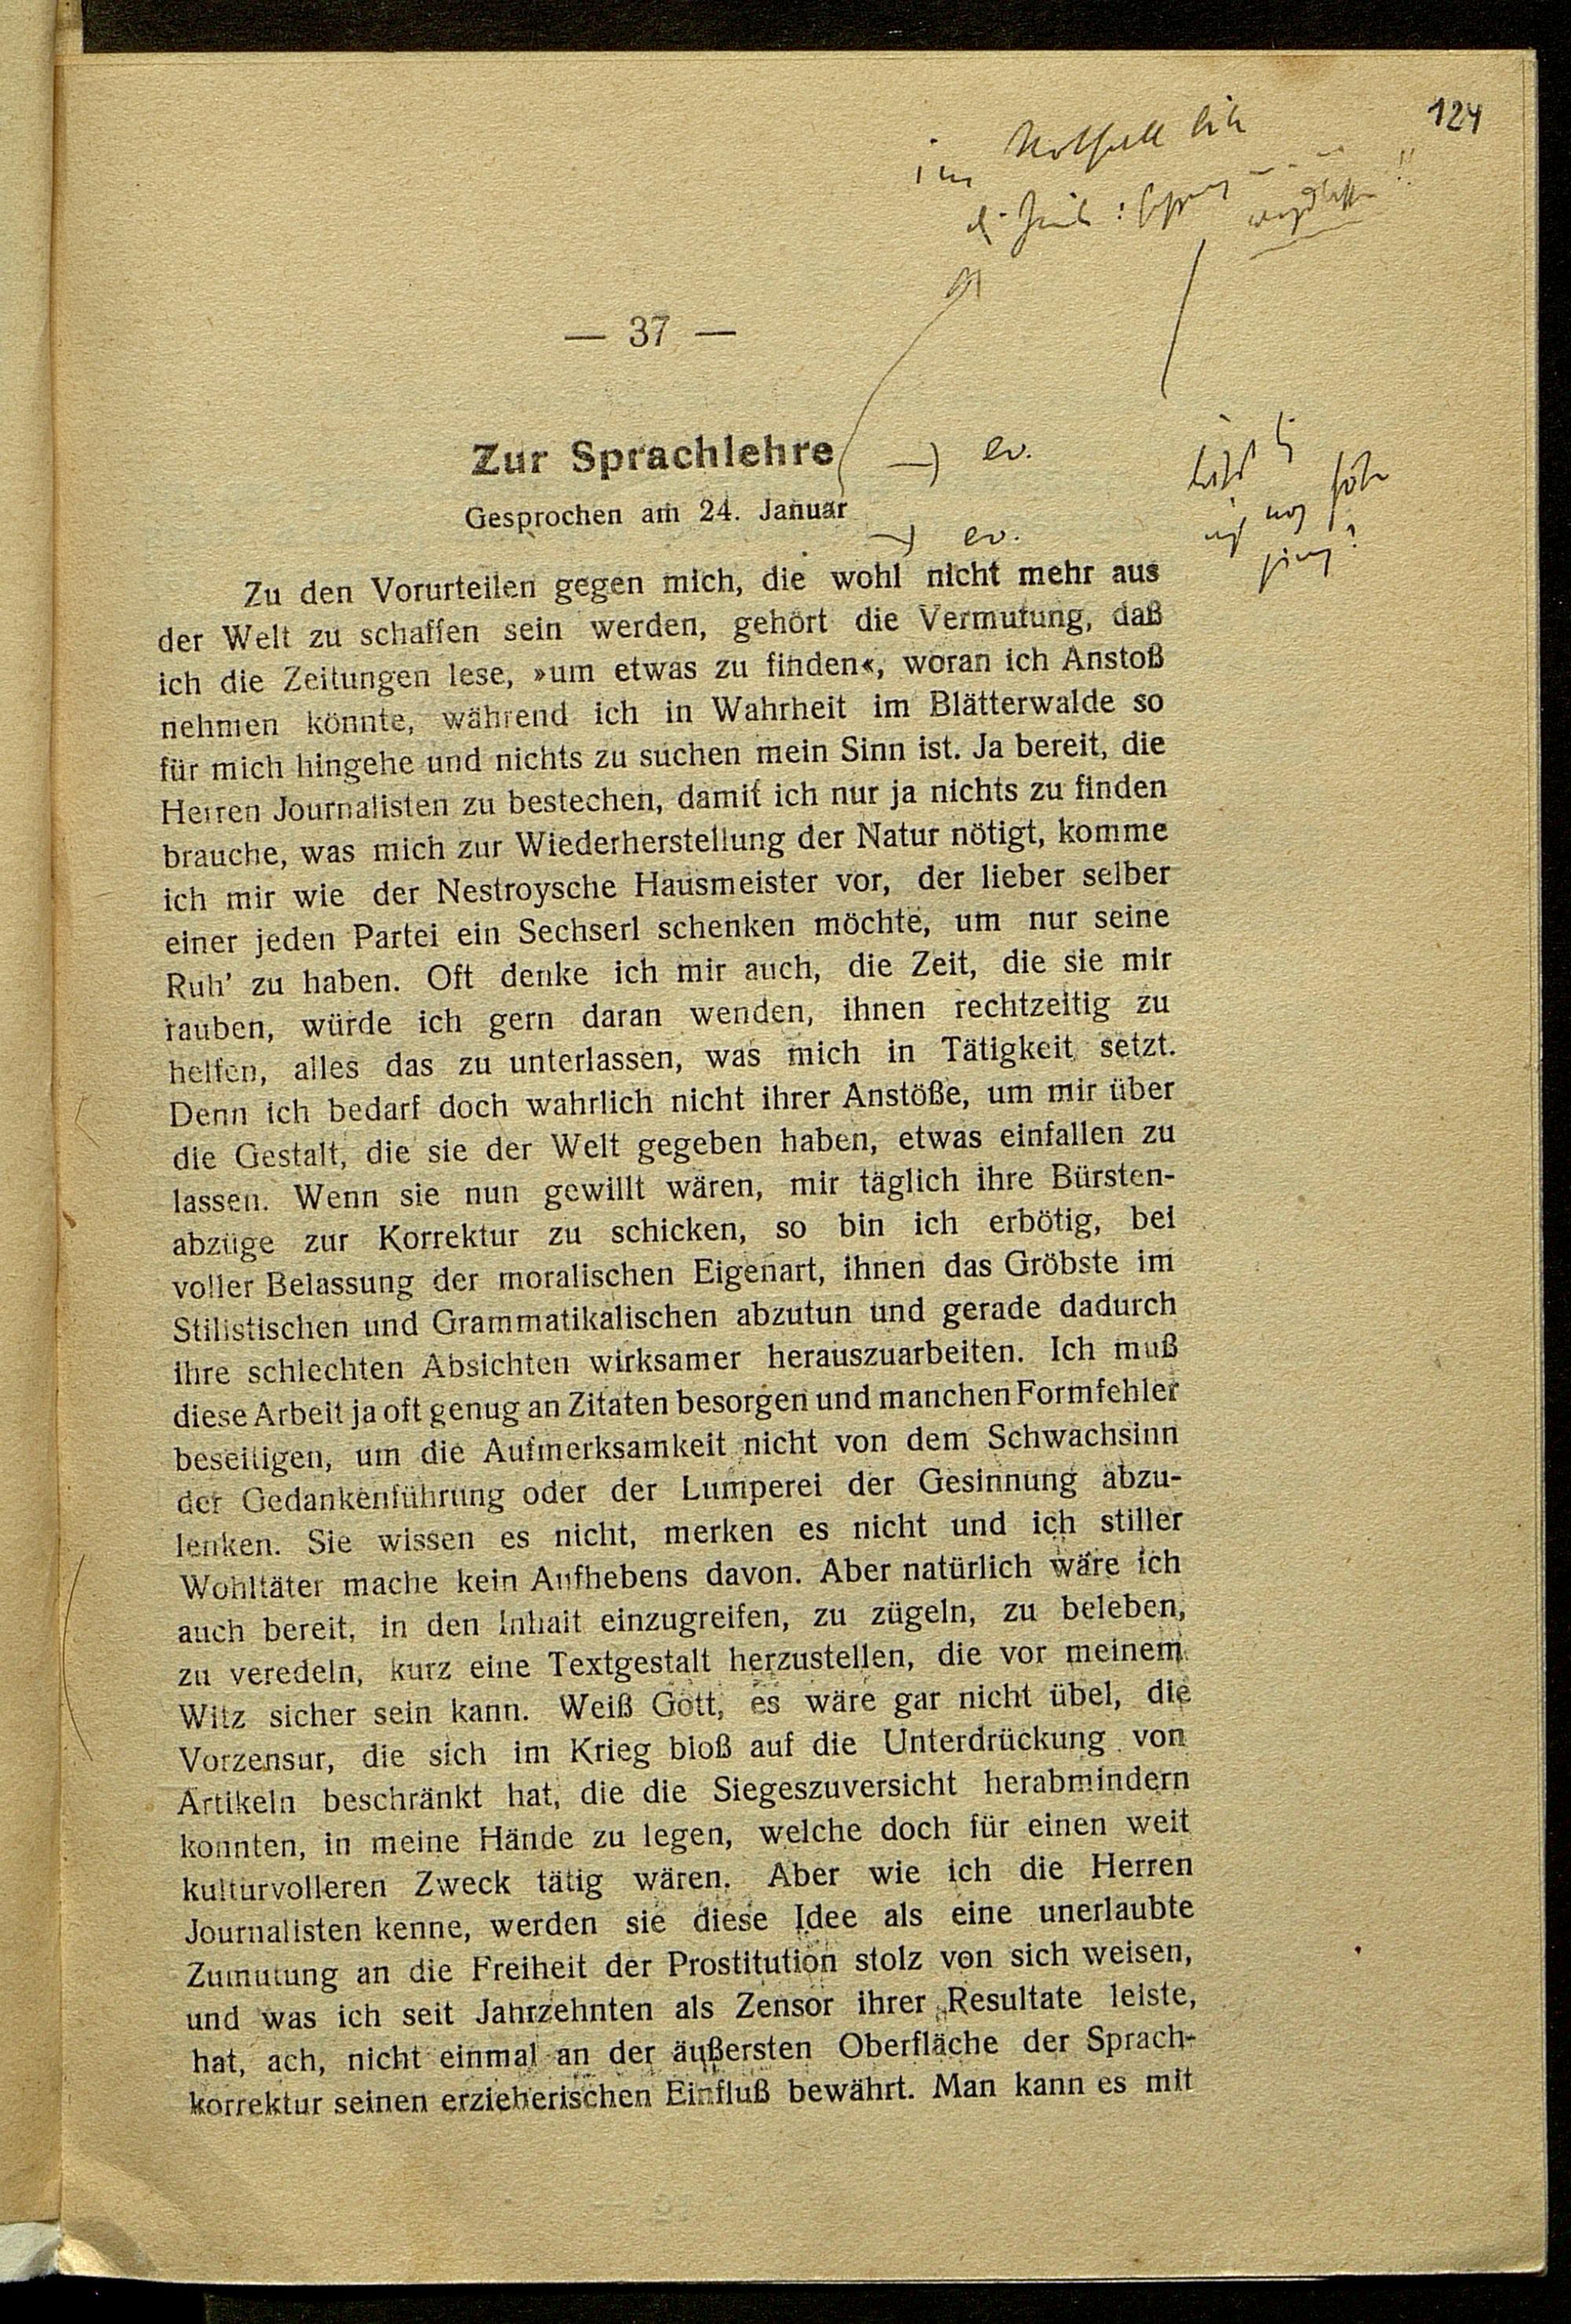 124
im Notfall bitte
— 37 —
Zur Sprachlehre
ev.
Gesprochen am 24. Januar
ev.
Zu den Vorurteilen gegen mich, die wohl nicht mehr aus
der Welt zu schaffen sein werden, gehört die Vermutung, daß
ich die Zeitungen lese, »um etwas zu finden«, woran ich Anstoß
nehmen könnte, während ich in Wahrheit im Blätterwalde so
für mich hingehe und nichts zu suchen mein Sinn ist. Ja bereit, die
Herren Journalisten zu bestechen, damit ich nur ja nichts zu finden
brauche, was mich zur Wiederherstellung der Natur nötigt, komme
ich mir wie der Nestroysche Hausmeister vor, der lieber selber
einer jeden Partei ein Sechserl schenken möchte, um nur seine
Ruh' zu haben. Oft denke ich mir auch, die Zeit, die sie mir
rauben, würde ich gern daran wenden, ihnen rechtzeitig zu
helfen, alles das zu unterlassen, was mich in Tätigkeit setzt.
Denn ich bedarf doch wahrlich nicht ihrer Anstöße, um mir über
die Gestalt, die sie der Welt gegeben haben, etwas einfallen zu
lassen. Wenn sie nun gewillt wären, mir täglich ihre Bürsten-
abzüge zur Korrektur zu schicken, so bin ich erbötig, bei
voller Belassung der moralischen Eigenart, ihnen das Gröbste im
Stilistischen und Grammatikalischen abzutun und gerade dadurch
ihre schlechten Absichten wirksamer herauszuarbeiten. Ich muß
diese Arbeit ja oft genug an Zitaten besorgen und manchen Formfehler
beseitigen, um die Aufmerksamkeit nicht von dem Schwachsinn
der Gedankenführung oder der Lumperei der Gesinnung abzu-
lenken. Sie wissen es nicht, merken es nicht und ich stiller
Wohltäter mache kein Aufhebens davon. Aber natürlich wäre ich
auch bereit, in den Inhalt einzugreifen, zu zügeln, zu beleben,
zu veredeln, kurz eine Textgestalt herzustellen, die vor meinem
Witz sicher sein kann. Weiß Gott, es wäre gar nicht übel, die
Vorzensur, die sich im Krieg bloß auf die Unterdrückung von
Artikeln beschränkt hat, die die Siegeszuversicht herabmindern
konnten, in meine Hände zu legen, welche doch für einen weit
kulturvolleren Zweck tätig wären. Aber wie ich die Herren
Journalisten kenne, werden sie diese Idee als eine unerlaubte
Zumutung an die Freiheit der Prostitution stolz von sich weisen,
und was ich seit Jahrzehnten als Zensor ihrer Resultate leiste,
hat, ach, nicht einmal an der äußersten Oberfläche der Sprach-
korrektur seinen erzieherischen Einfluß bewährt. Man kann es mit